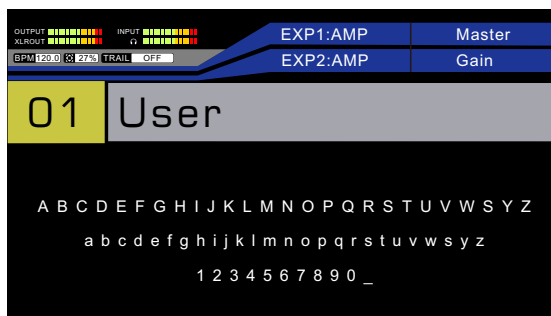 OUTPUT INPUT EXP1:AMP Master
XLROUT
BPM 120.0 27% TRAIL OFF EXP2:AMP Gain
01 User
A B C D E F G H I J K L M N O P Q R S T U V W S Y Z
a b c d e f g h i j k l m n o p q r s t u v w s y z
1 2 3 4 5 6 7 8 9 0 _